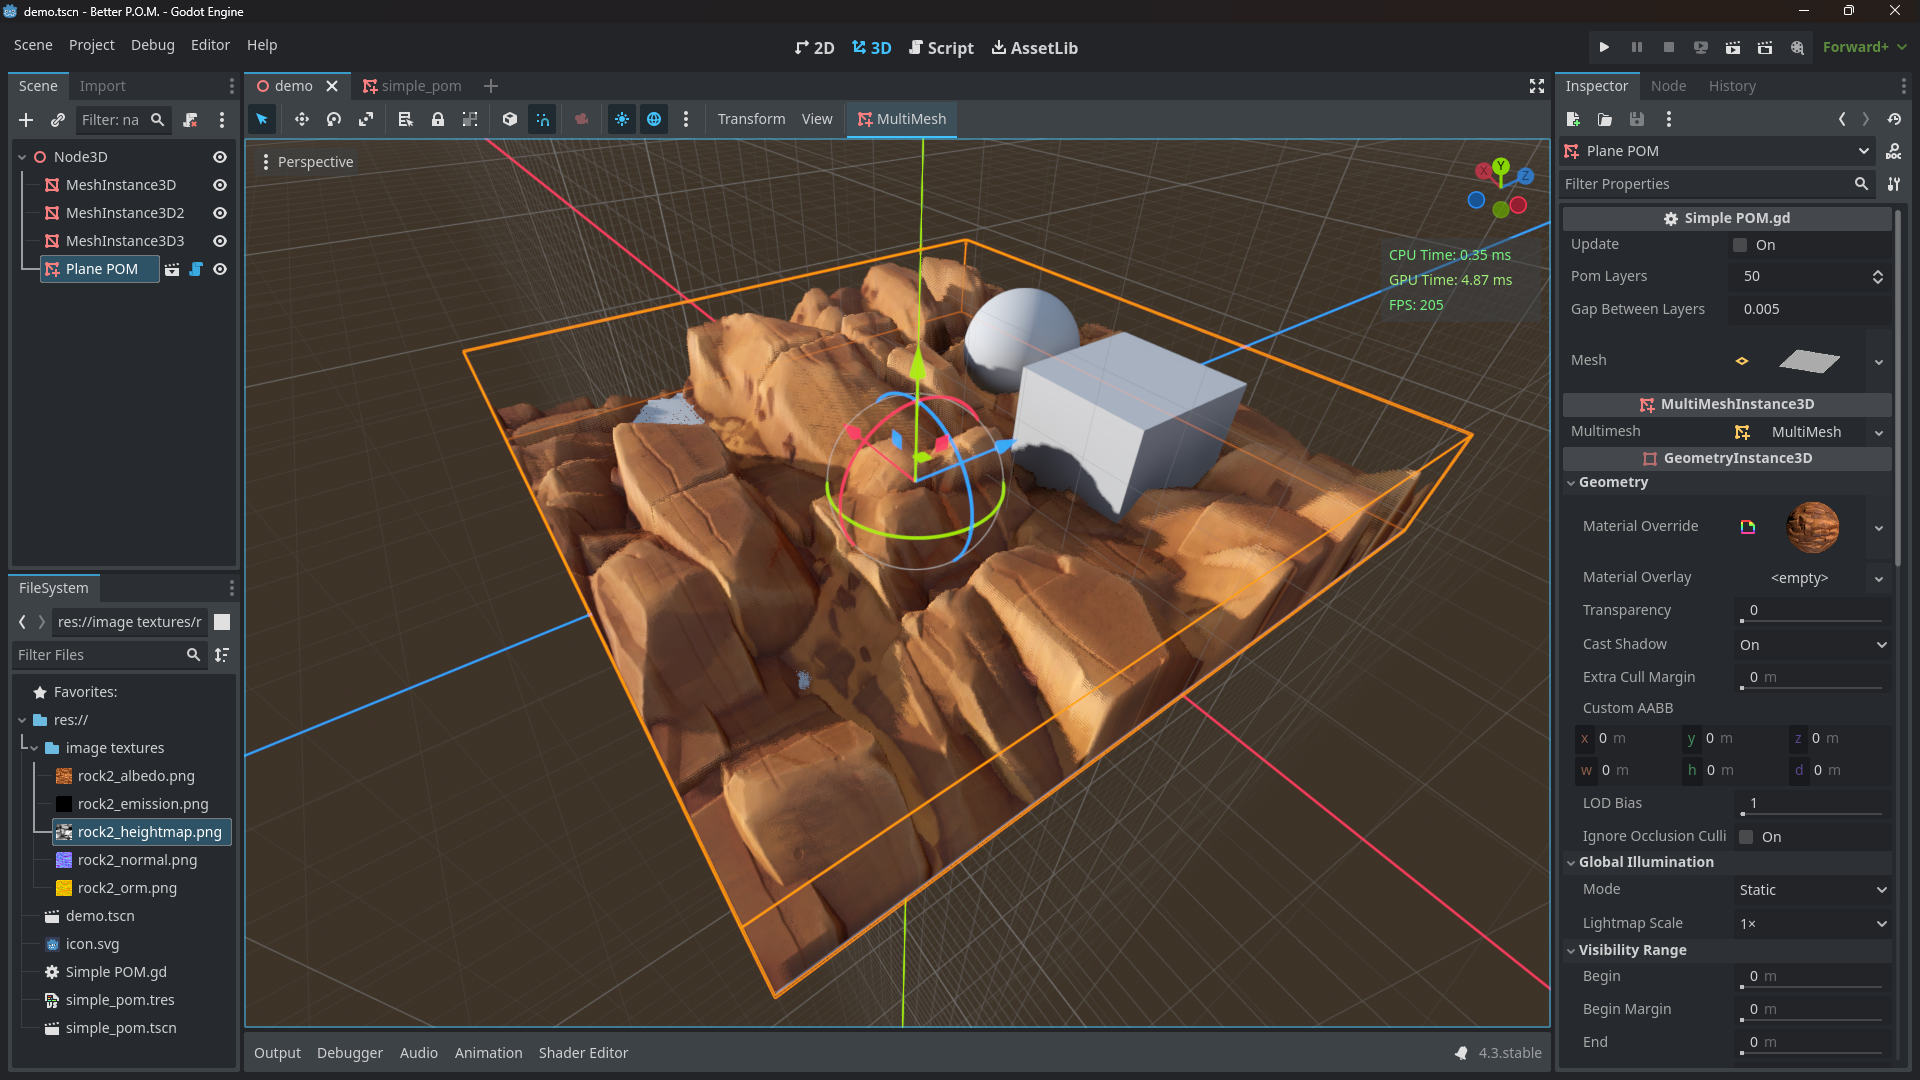 demo.tscn - Better P.O.M. - Godot Engine
Scene Project Debug Editor Help
2D 3D Script AssetLib
Forward+
Scene Import
Filter: na
Node3D
MeshInstance3D
MeshInstance3D2
MeshInstance3D3
Plane POM
FileSystem
res://image textures/r
Filter Files
Favorites:
res://
image textures
rock2_albedo.png
rock2_emission.png
rock2_heightmap.png
rock2_normal.png
rock2_orm.png
demo.tscn
icon.svg
Simple POM.gd
simple_pom.tres
simple_pom.tscn
demo simple_pom
Transform View MultiMesh
Perspective
X Y Z
CPU Time: 0.35 ms
GPU Time: 4.87 ms
FPS: 205
Output Debugger Audio Animation Shader Editor
4.3.stable
Inspector Node History
Plane POM
DOC
Filter Properties
Simple POM.gd
Update On
Pom Layers 50
Gap Between Layers 0.005
Mesh
MultiMeshInstance3D
Multimesh MultiMesh
GeometryInstance3D
Geometry
Material Override
Material Overlay <empty>
Transparency 0
Cast Shadow On
Extra Cull Margin 0 m
Custom AABB
x 0 m y 0 m z 0 m
w 0 m h 0 m d 0 m
LOD Bias 1
Ignore Occlusion Culli On
Global Illumination
Mode Static
Lightmap Scale 1×
Visibility Range
Begin 0 m
Begin Margin 0 m
End 0 m